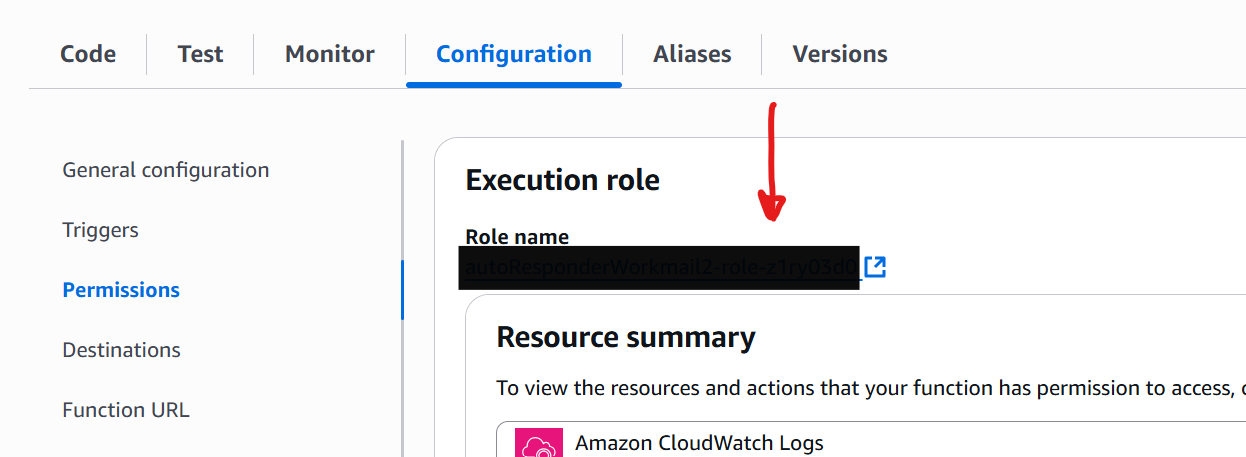 Code Test Monitor Configuration Aliases Versions
General configuration
Triggers
Permissions
Destinations
Function URL
Execution role
Role name
autoResponderWorkmail2-role-z1ry03d0
Resource summary
To view the resources and actions that your function has permission to access, c
Amazon CloudWatch Logs